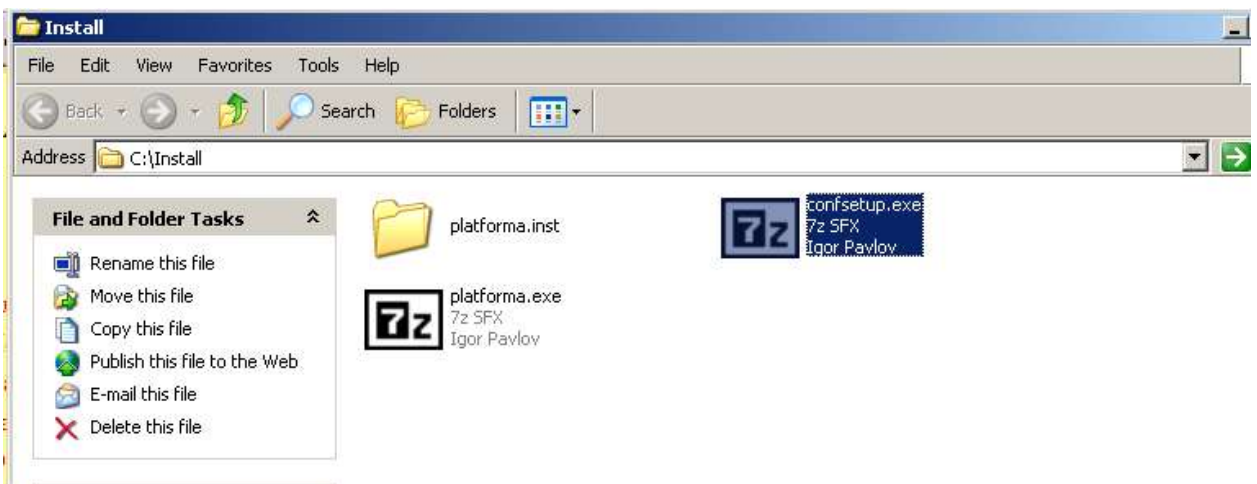 Install
File Edit View Favorites Tools Help
Back Search Folders
Address C:\Install
File and Folder Tasks
Rename this file
Move this file
Copy this file
Publish this file to the Web
E-mail this file
Delete this file
platforma.inst
confsetup.exe
7z SFX
Igor Pavlov
platforma.exe
7z SFX
Igor Pavlov